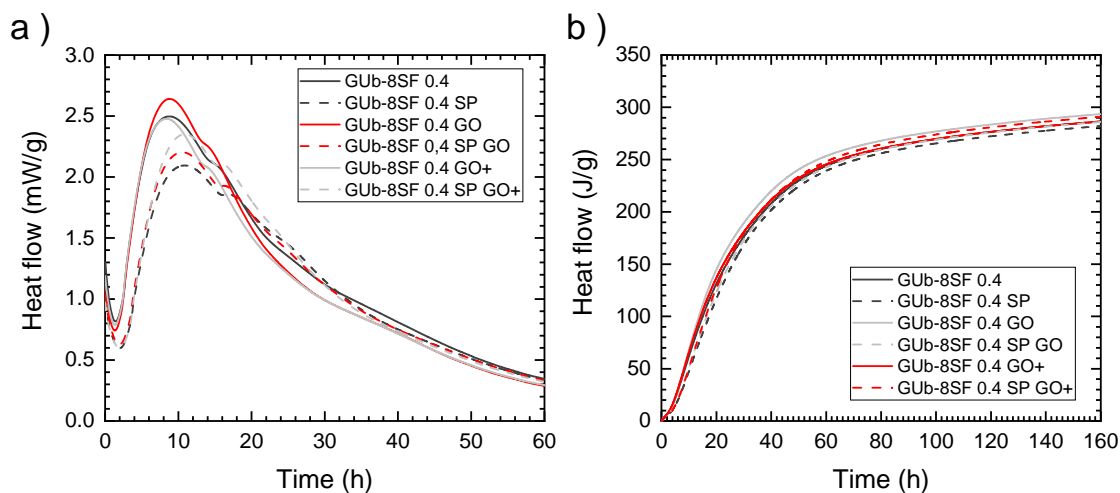 a )
3.0
2.5
2.0
1.5
1.0
0.5
0.0
Heat flow (mW/g)
0
10
20
30
40
50
60
Time (h)
GUb-8SF 0.4
GUb-8SF 0.4 SP
GUb-8SF 0.4 GO
GUb-8SF 0,4 SP GO
GUb-8SF 0.4 GO+
GUb-8SF 0.4 SP GO+
b )
350
300
250
200
150
100
50
0
Heat flow (J/g)
0
20
40
60
80
100
120
140
160
Time (h)
GUb-8SF 0.4
GUb-8SF 0.4 SP
GUb-8SF 0.4 GO
GUb-8SF 0.4 SP GO
GUb-8SF 0.4 GO+
GUb-8SF 0.4 SP GO+